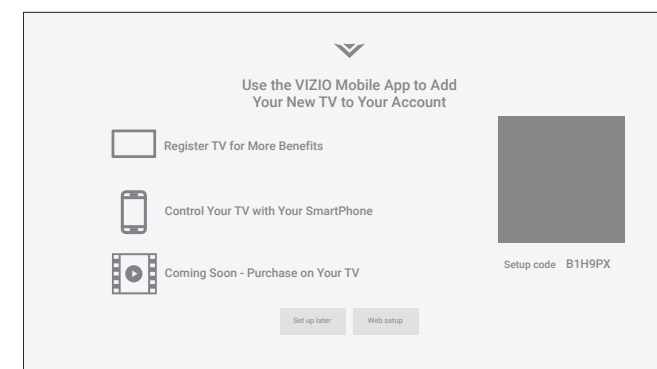 Use the VIZIO Mobile App to Add
Your New TV to Your Account
Register TV for More Benefits
Control Your TV with Your SmartPhone
Coming Soon - Purchase on Your TV
Setup code B1H9PX
Set up later Web setup